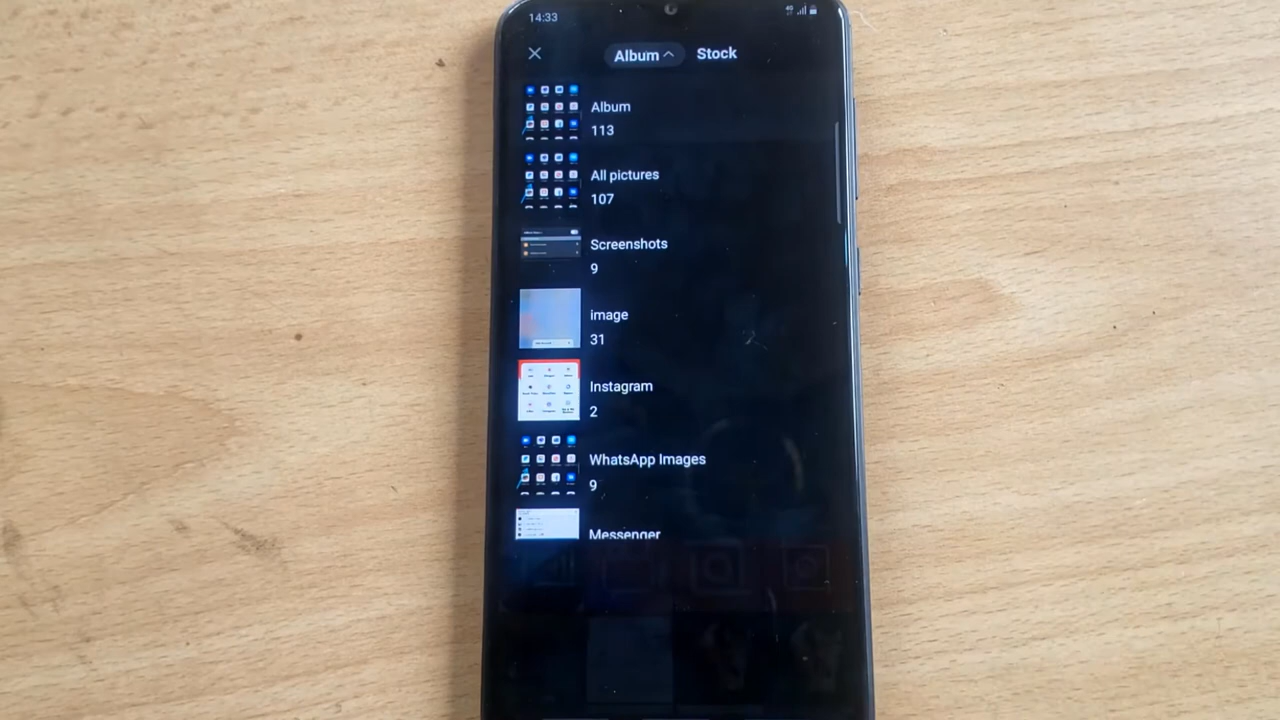 14:33
4G
Album Stock
Album
113
All pictures
107
Screenshots
9
image
31
Instagram
2
WhatsApp Images
9
Messenger